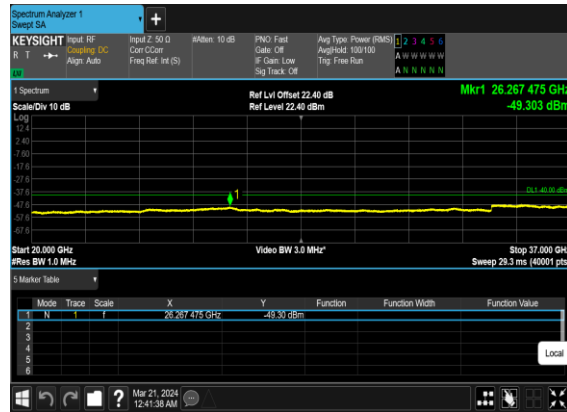 Spectrum Analyzer 1
Swept SA
KEYSIGHT Input: RF Input Z: 50 Ω #Atten: 10 dB PNO: Fast Avg Type: Power (RMS) 1 2 3 4 5 6
R T Coupling: DC Corr CCorr Gate: Off Avg|Hold: 100/100 A W W W W W
Align: Auto Freq Ref: Int (S) IF Gain: Low Trig: Free Run
LW Sig Track: Off A N N N N N
1 Spectrum Ref Lvl Offset 22.40 dB Mkr1 26.267 475 GHz
Scale/Div 10 dB Ref Level 22.40 dBm -49.303 dBm
Log
12.4
2.40
-7.60
-17.6
-27.6
-37.6 1 DL1 -40.00 dBm
-47.6
-57.6
-67.6
Start 20.000 GHz Video BW 3.0 MHz* Stop 37.000 GHz
#Res BW 1.0 MHz Sweep 29.3 ms (40001 pts
5 Marker Table
Mode Trace Scale X Y Function Function Width Function Value
1 N 1 f 26.267 475 GHz -49.30 dBm
2
3
4
5
6
Local
Mar 21, 2024
12:41:38 AM